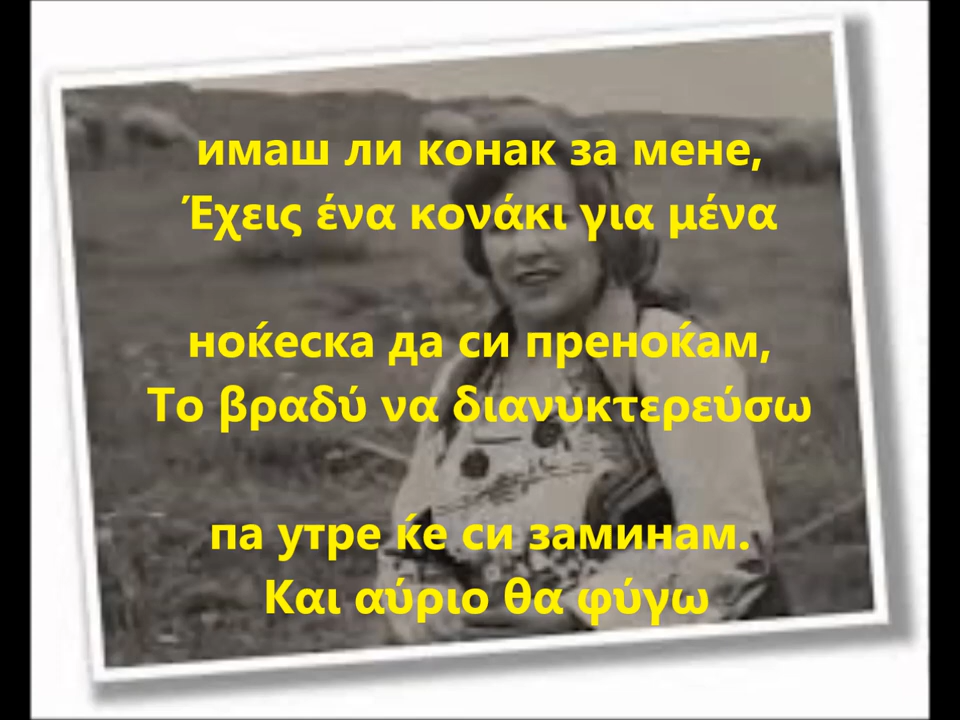 имаш ли конак за мене,
Έχεις ένα κονάκι για μένα
ноќеска да си преноќам,
Το βραδύ να διανυκτερεύσω
па утре ќе си заминам.
Και αύριο θα φύγω